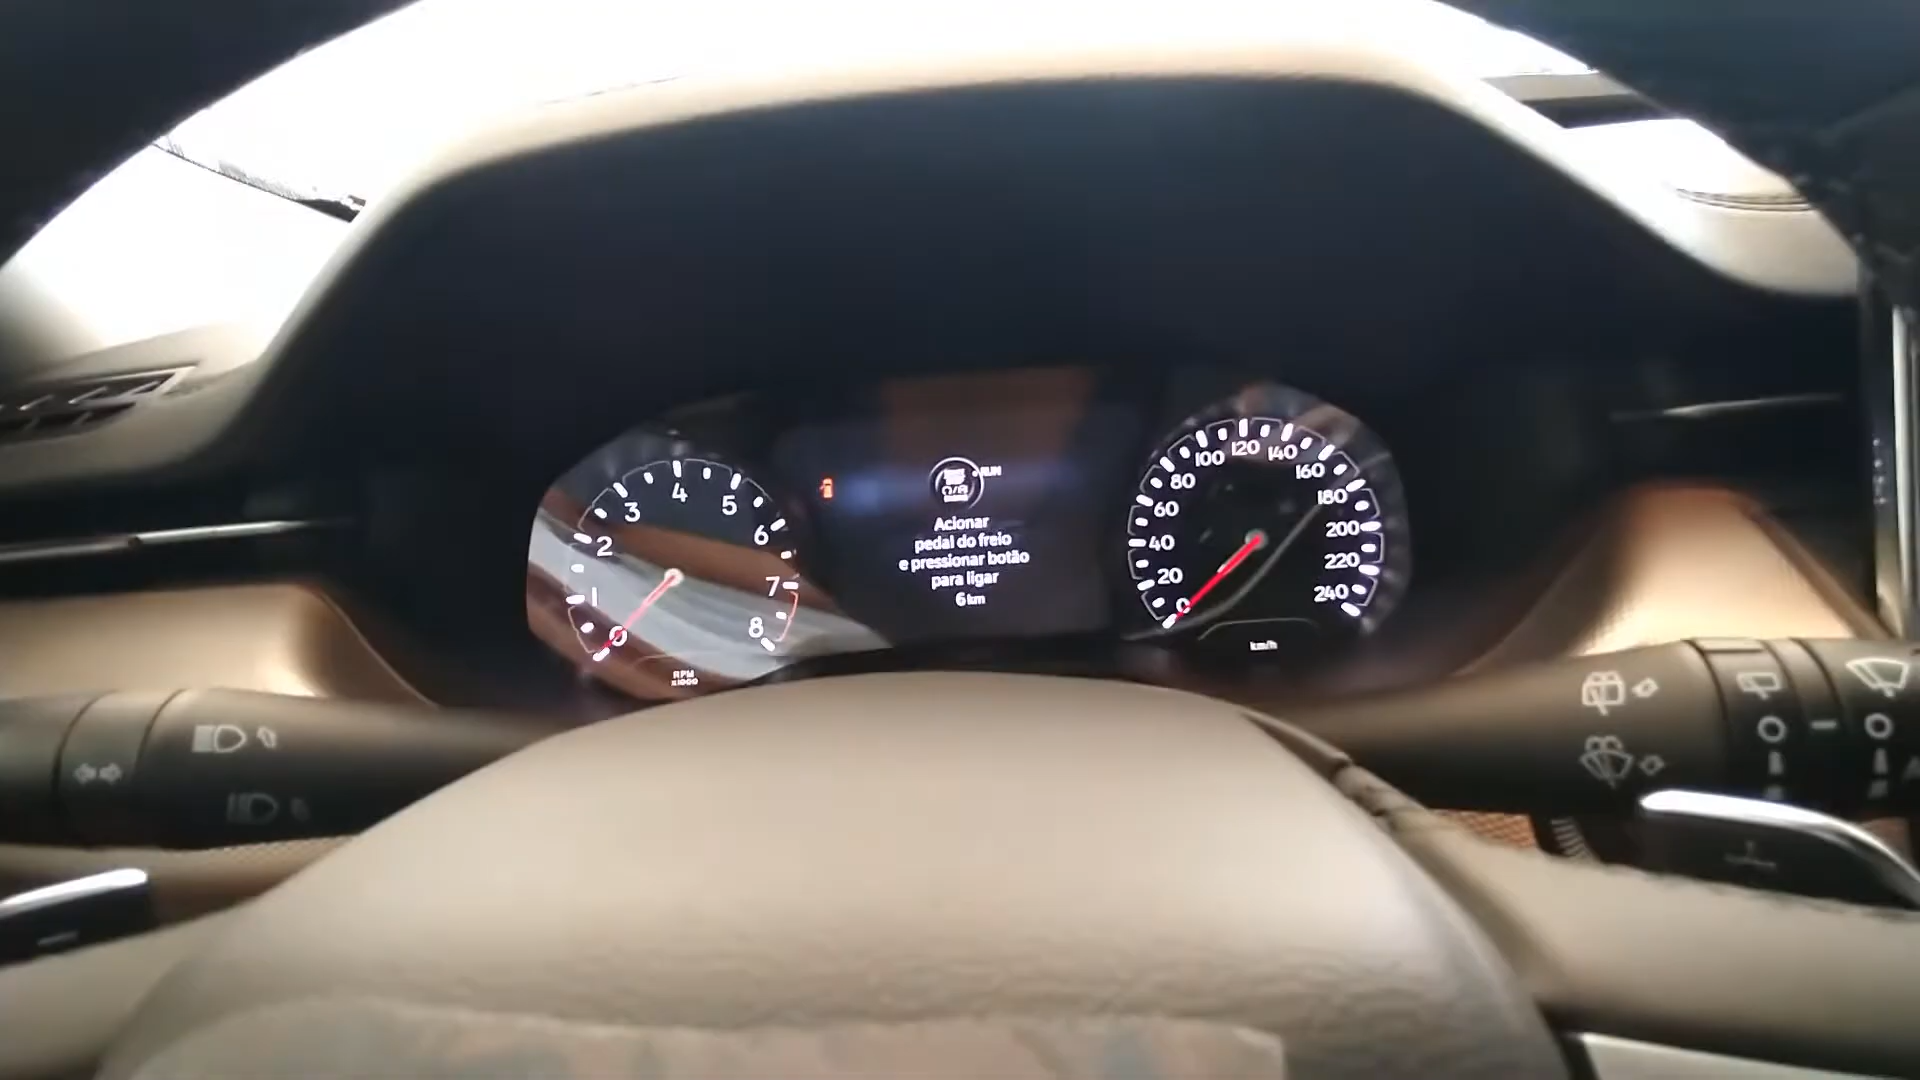 0
1
2
3
4
5
6
7
8
RPM
x1000
RUN
Acionar
pedal do freio
e pressionar botão
para ligar
6 km
0
20
40
60
80
100
120
140
160
180
200
220
240
km/h